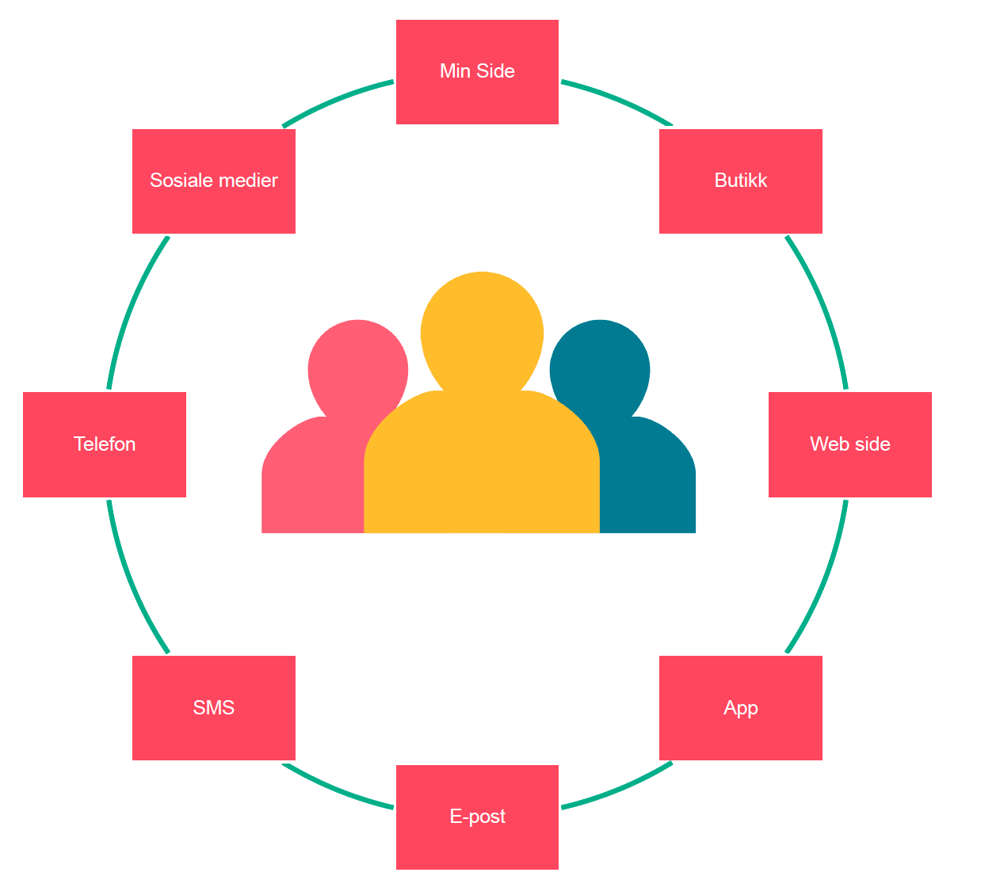 Min Side
Sosiale medier
Butikk
Telefon
Web side
SMS
App
E-post